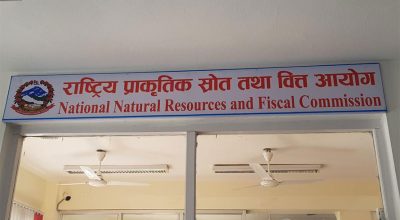 राष्ट्रिय प्राकृतिक स्रोत तथा वित्त आयोग
National Natural Resources and Fiscal Commission